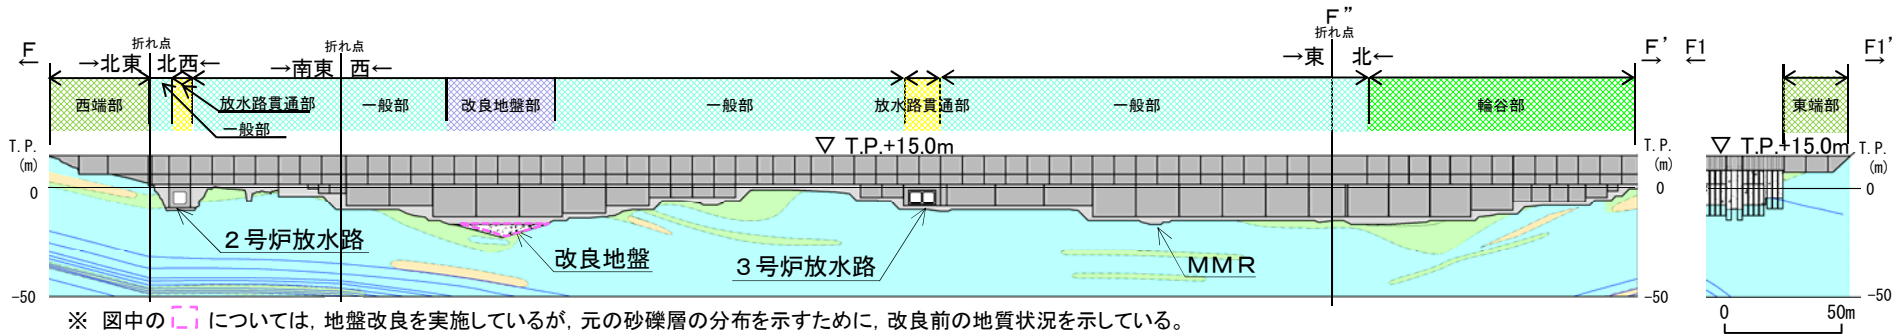 F
←
折れ点
→北東
北西←
折れ点
→南東
西←
F”
折れ点
→東
北←
F’
→
F1
←
F1’
→
西端部
放水路貫通部
一般部
一般部
改良地盤部
一般部
放水路貫通部
一般部
輪谷部
東端部
T.P.
(m)
▽ T.P.+15.0m
T.P.
(m)
▽ T.P.+15.0m
T.P.
(m)
0
0
0
2号炉放水路
改良地盤
3号炉放水路
MMR
-50
-50
-50
※ 図中の　　については,地盤改良を実施しているが,元の砂礫層の分布を示すために,改良前の地質状況を示している。
0
50m